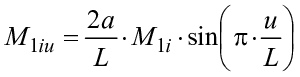 M₁ᵢᵤ = 2a/L · M₁ᵢ · sin(π · u/L)